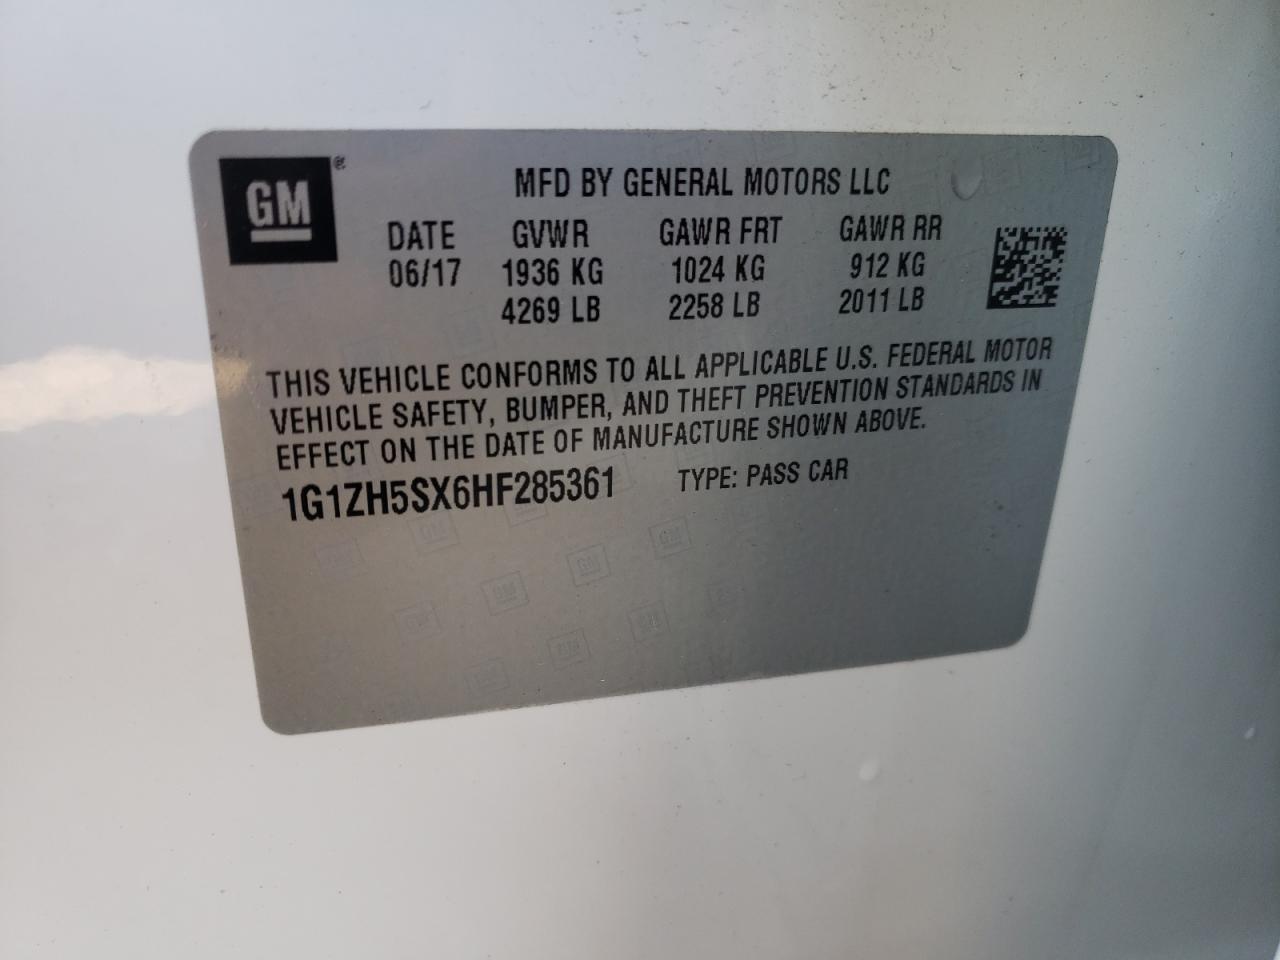 GM®
MFD BY GENERAL MOTORS LLC
DATE GVWR GAWR FRT GAWR RR
06/17 1936 KG 1024 KG 912 KG
4269 LB 2258 LB 2011 LB
THIS VEHICLE CONFORMS TO ALL APPLICABLE U.S. FEDERAL MOTOR
VEHICLE SAFETY, BUMPER, AND THEFT PREVENTION STANDARDS IN
EFFECT ON THE DATE OF MANUFACTURE SHOWN ABOVE.
1G1ZH5SX6HF285361 TYPE: PASS CAR